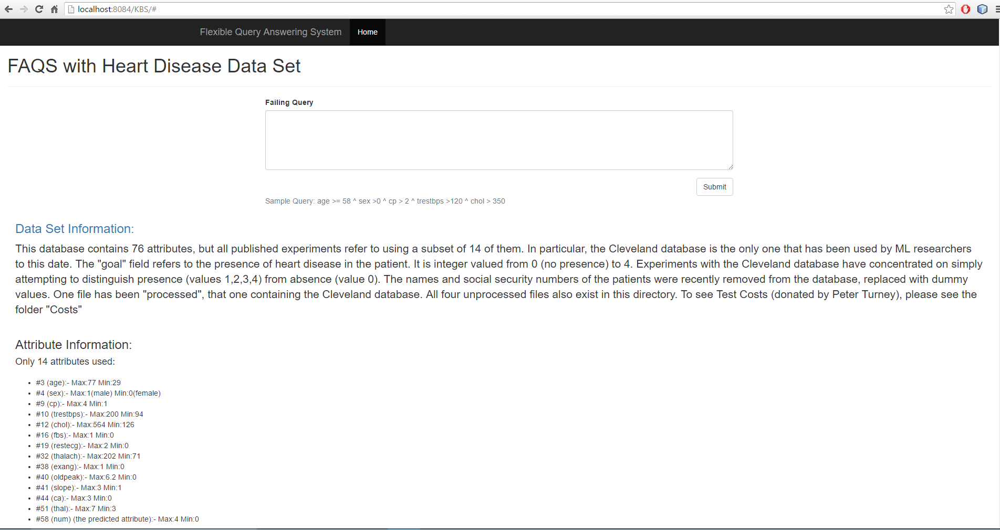 localhost:8084/KBS/#
Flexible Query Answering System Home
FAQS with Heart Disease Data Set
Failing Query
Submit
Sample Query: age >= 58 ^ sex >0 ^ cp > 2 ^ trestbps >120 ^ chol > 350
Data Set Information:
This database contains 76 attributes, but all published experiments refer to using a subset of 14 of them. In particular, the Cleveland database is the only one that has been used by ML researchers
to this date. The "goal" field refers to the presence of heart disease in the patient. It is integer valued from 0 (no presence) to 4. Experiments with the Cleveland database have concentrated on simply
attempting to distinguish presence (values 1,2,3,4) from absence (value 0). The names and social security numbers of the patients were recently removed from the database, replaced with dummy
values. One file has been "processed", that one containing the Cleveland database. All four unprocessed files also exist in this directory. To see Test Costs (donated by Peter Turney), please see the
folder "Costs"
Attribute Information:
Only 14 attributes used:
• #3 (age):- Max:77 Min:29
• #4 (sex):- Max:1(male) Min:0(female)
• #9 (cp):- Max:4 Min:1
• #10 (trestbps):- Max:200 Min:94
• #12 (chol):- Max:564 Min:126
• #16 (fbs):- Max:1 Min:0
• #19 (restecg):- Max:2 Min:0
• #32 (thalach):- Max:202 Min:71
• #38 (exang):- Max:1 Min:0
• #40 (oldpeak):- Max:6.2 Min:0
• #41 (slope):- Max:3 Min:1
• #44 (ca):- Max:3 Min:0
• #51 (thal):- Max:7 Min:3
• #58 (num) (the predicted attribute):- Max:4 Min:0